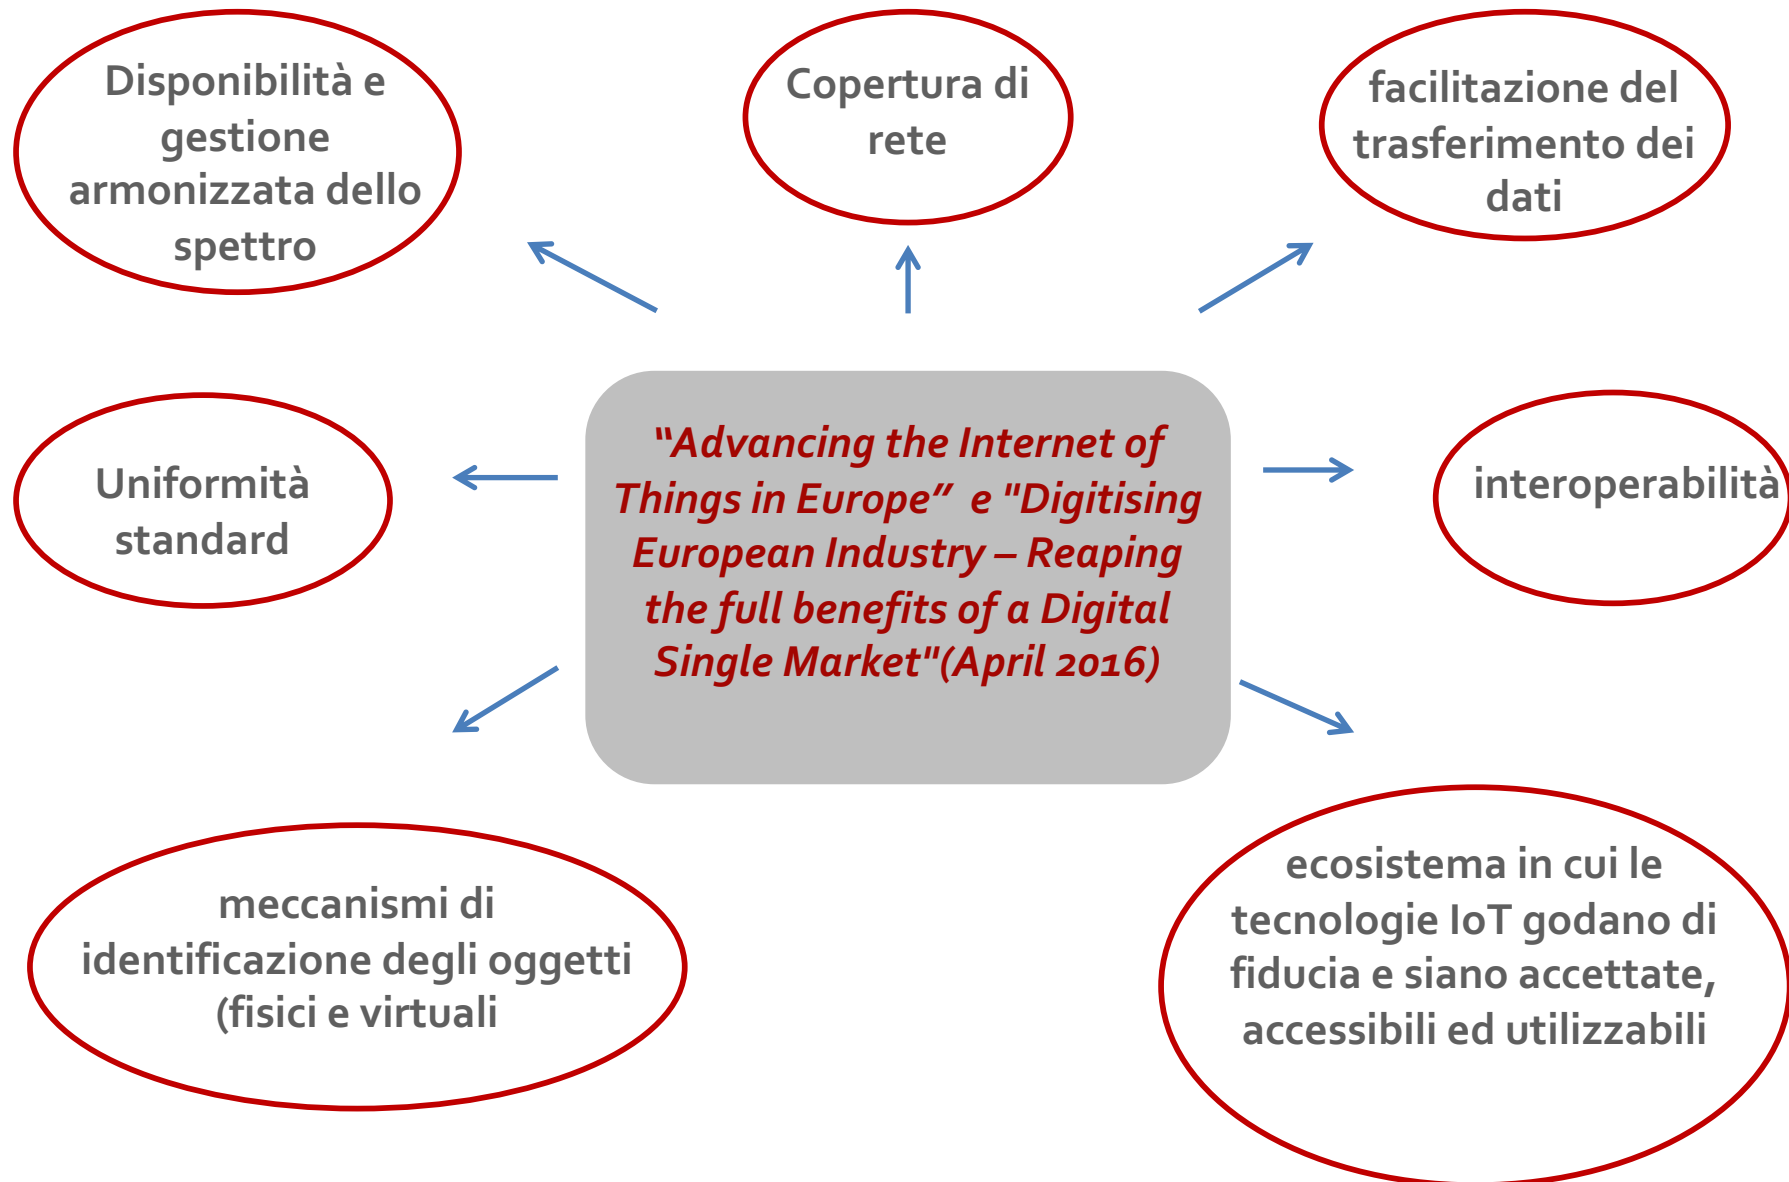 Disponibilità e
gestione
armonizzata dello
spettro
Copertura di
rete
facilitazione del
trasferimento dei
dati
Uniformità
standard
“Advancing the Internet of
Things in Europe” e "Digitising
European Industry – Reaping
the full benefits of a Digital
Single Market"(April 2016)
interoperabilità
meccanismi di
identificazione degli oggetti
(fisici e virtuali
ecosistema in cui le
tecnologie IoT godano di
fiducia e siano accettate,
accessibili ed utilizzabili